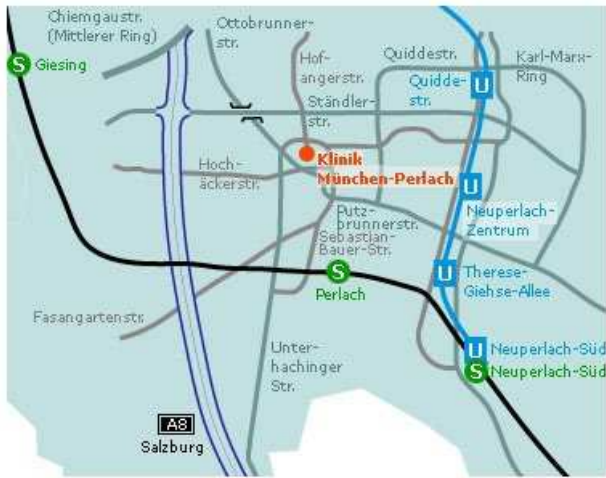 Chiemgaustr.
(Mittlerer Ring)
Ottobrunner-
str.
S Giesing
Hof-
angerstr.
Quiddestr.
Karl-Marx-
Ring
Quidde-
str.
U
Ständler-
str.
Klinik
München-Perlach
Hoch-
äckerstr.
U
Neuperlach-
Zentrum
Putz-
brunnerstr.
Sebastian-
Bauer-Str.
S
Perlach
U
Therese-
Giehse-Allee
Fasangartenstr.
Unter-
hachinger
Str.
U Neuperlach-Süd
S Neuperlach-Süd
A8
Salzburg